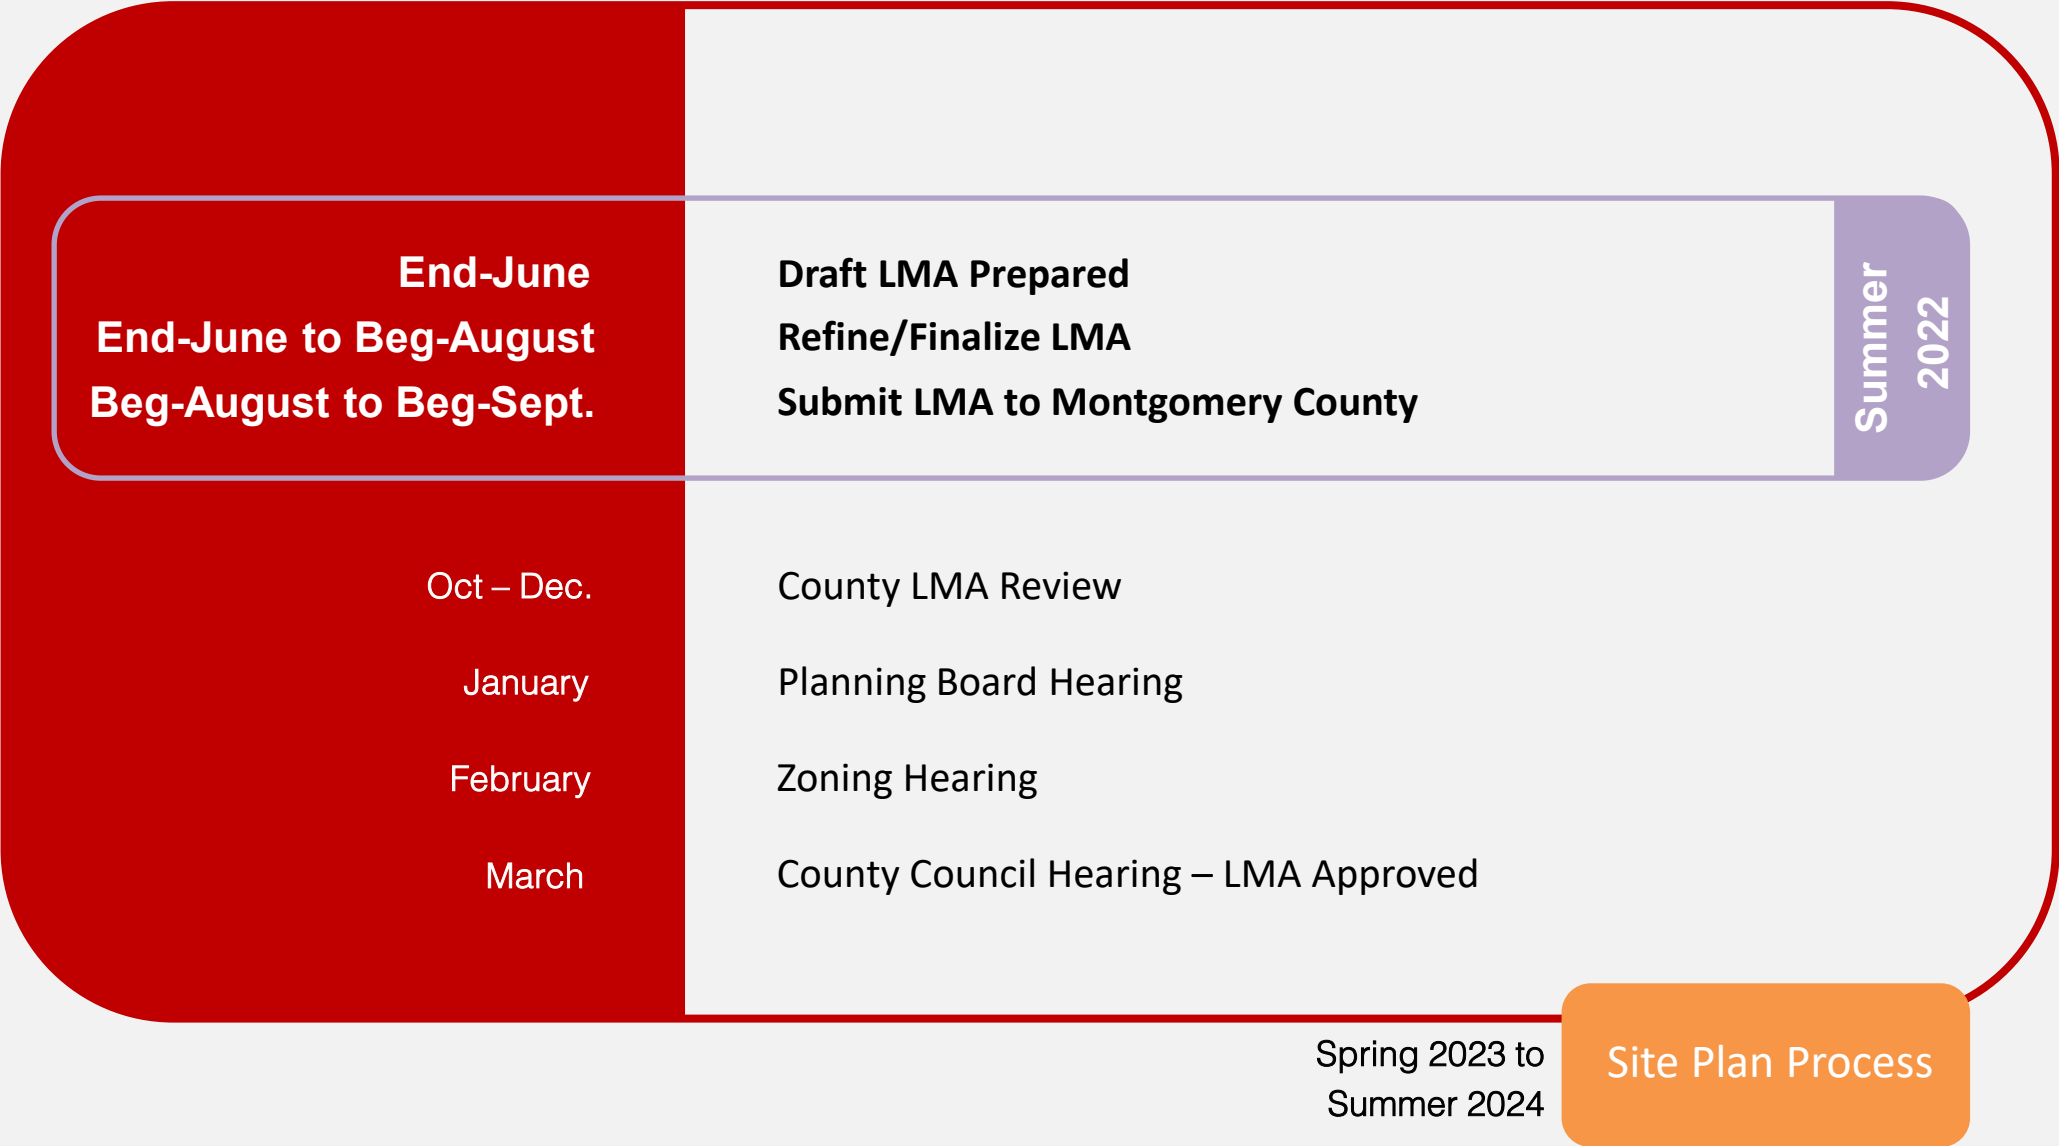 End-June Draft LMA Prepared
End-June to Beg-August Refine/Finalize LMA
Beg-August to Beg-Sept. Submit LMA to Montgomery County
Summer
2022
Oct – Dec. County LMA Review
January Planning Board Hearing
February Zoning Hearing
March County Council Hearing – LMA Approved
Spring 2023 to
Summer 2024
Site Plan Process